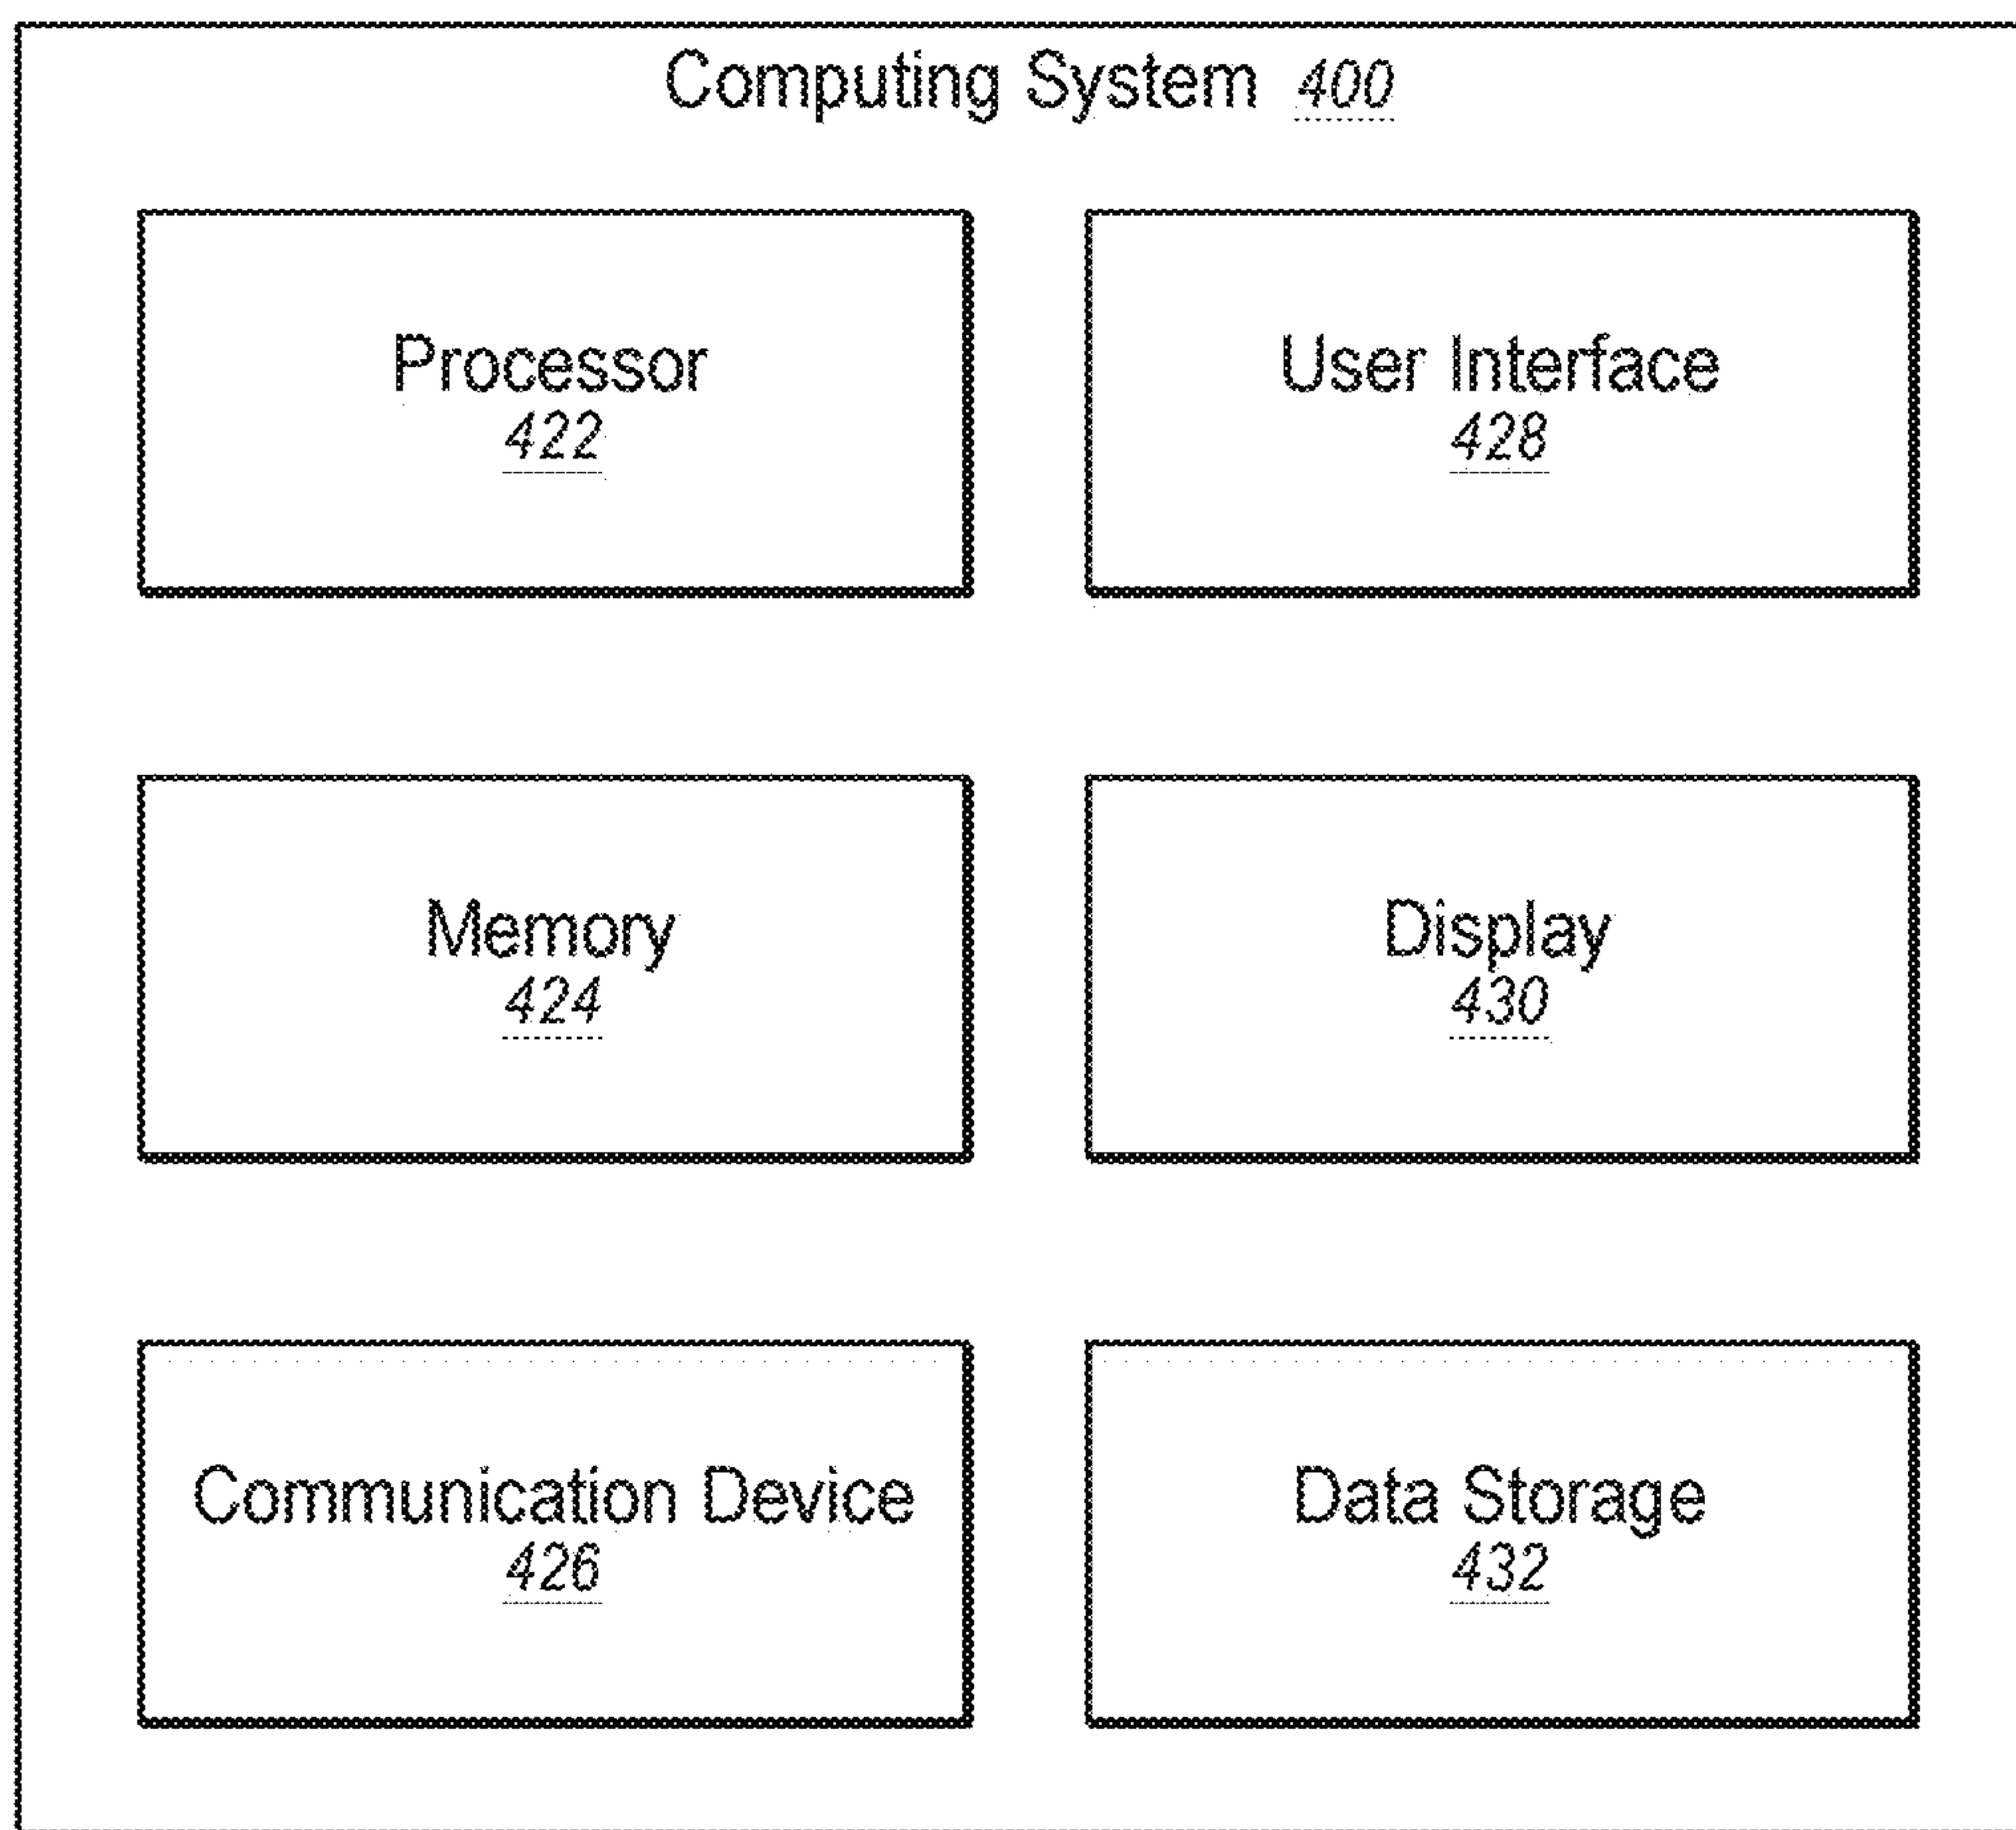 Computing System 400
Processor
422
User Interface
428
Memory
424
Display
430
Communication Device
426
Data Storage
432